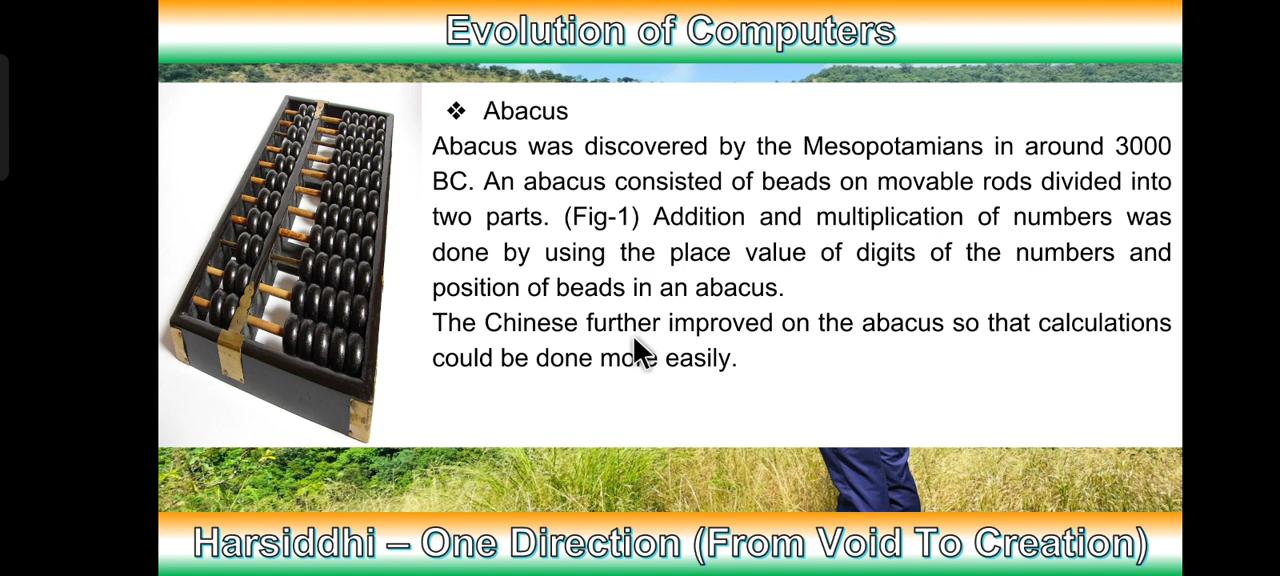 Evolution of Computers
❖ Abacus
Abacus was discovered by the Mesopotamians in around 3000
BC. An abacus consisted of beads on movable rods divided into
two parts. (Fig-1) Addition and multiplication of numbers was
done by using the place value of digits of the numbers and
position of beads in an abacus.
The Chinese further improved on the abacus so that calculations
could be done more easily.
Harsiddhi – One Direction (From Void To Creation)